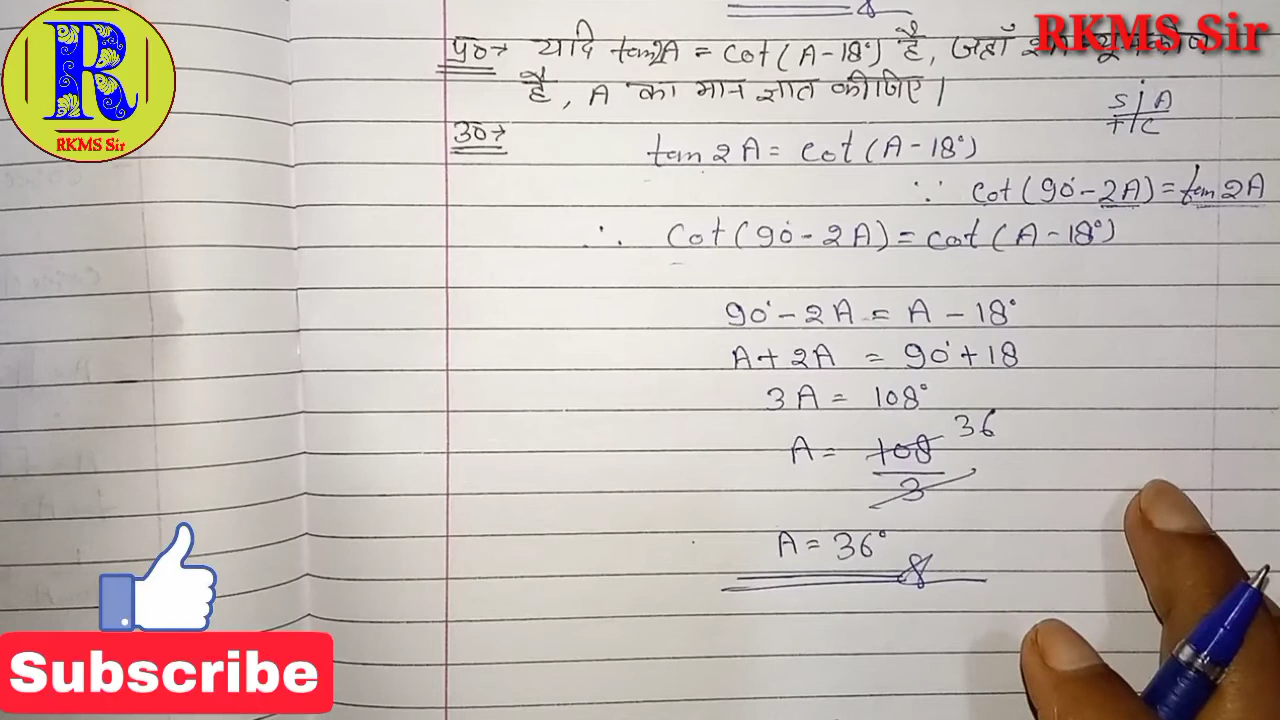 RKMS Sir
R
RKMS Sir
प्र०→ यदि tan2A = cot(A-18°) है, जहाँ
है, A का मान ज्ञात कीजिए।
S A
T C
उ०→
tan 2A = cot (A - 18°)
∵ cot(90° - 2A) = tan 2A
∴ cot(90° - 2A) = cot (A - 18°)
90° - 2A = A - 18°
A + 2A = 90° + 18
3A = 108°
A = 108 36
3
A = 36°
Subscribe